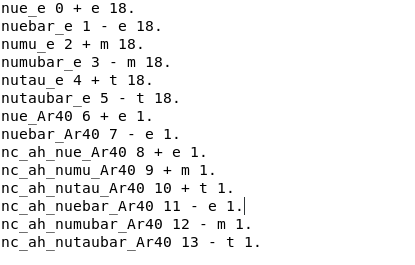 nue_e 0 + e 18.
nuebar_e 1 - e 18.
numu_e 2 + m 18.
numubar_e 3 - m 18.
nutau_e 4 + t 18.
nutaubar_e 5 - t 18.
nue_Ar40 6 + e 1.
nuebar_Ar40 7 - e 1.
nc_ah_nue_Ar40 8 + e 1.
nc_ah_numu_Ar40 9 + m 1.
nc_ah_nutau_Ar40 10 + t 1.
nc_ah_nuebar_Ar40 11 - e 1.
nc_ah_numubar_Ar40 12 - m 1.
nc_ah_nutaubar_Ar40 13 - t 1.